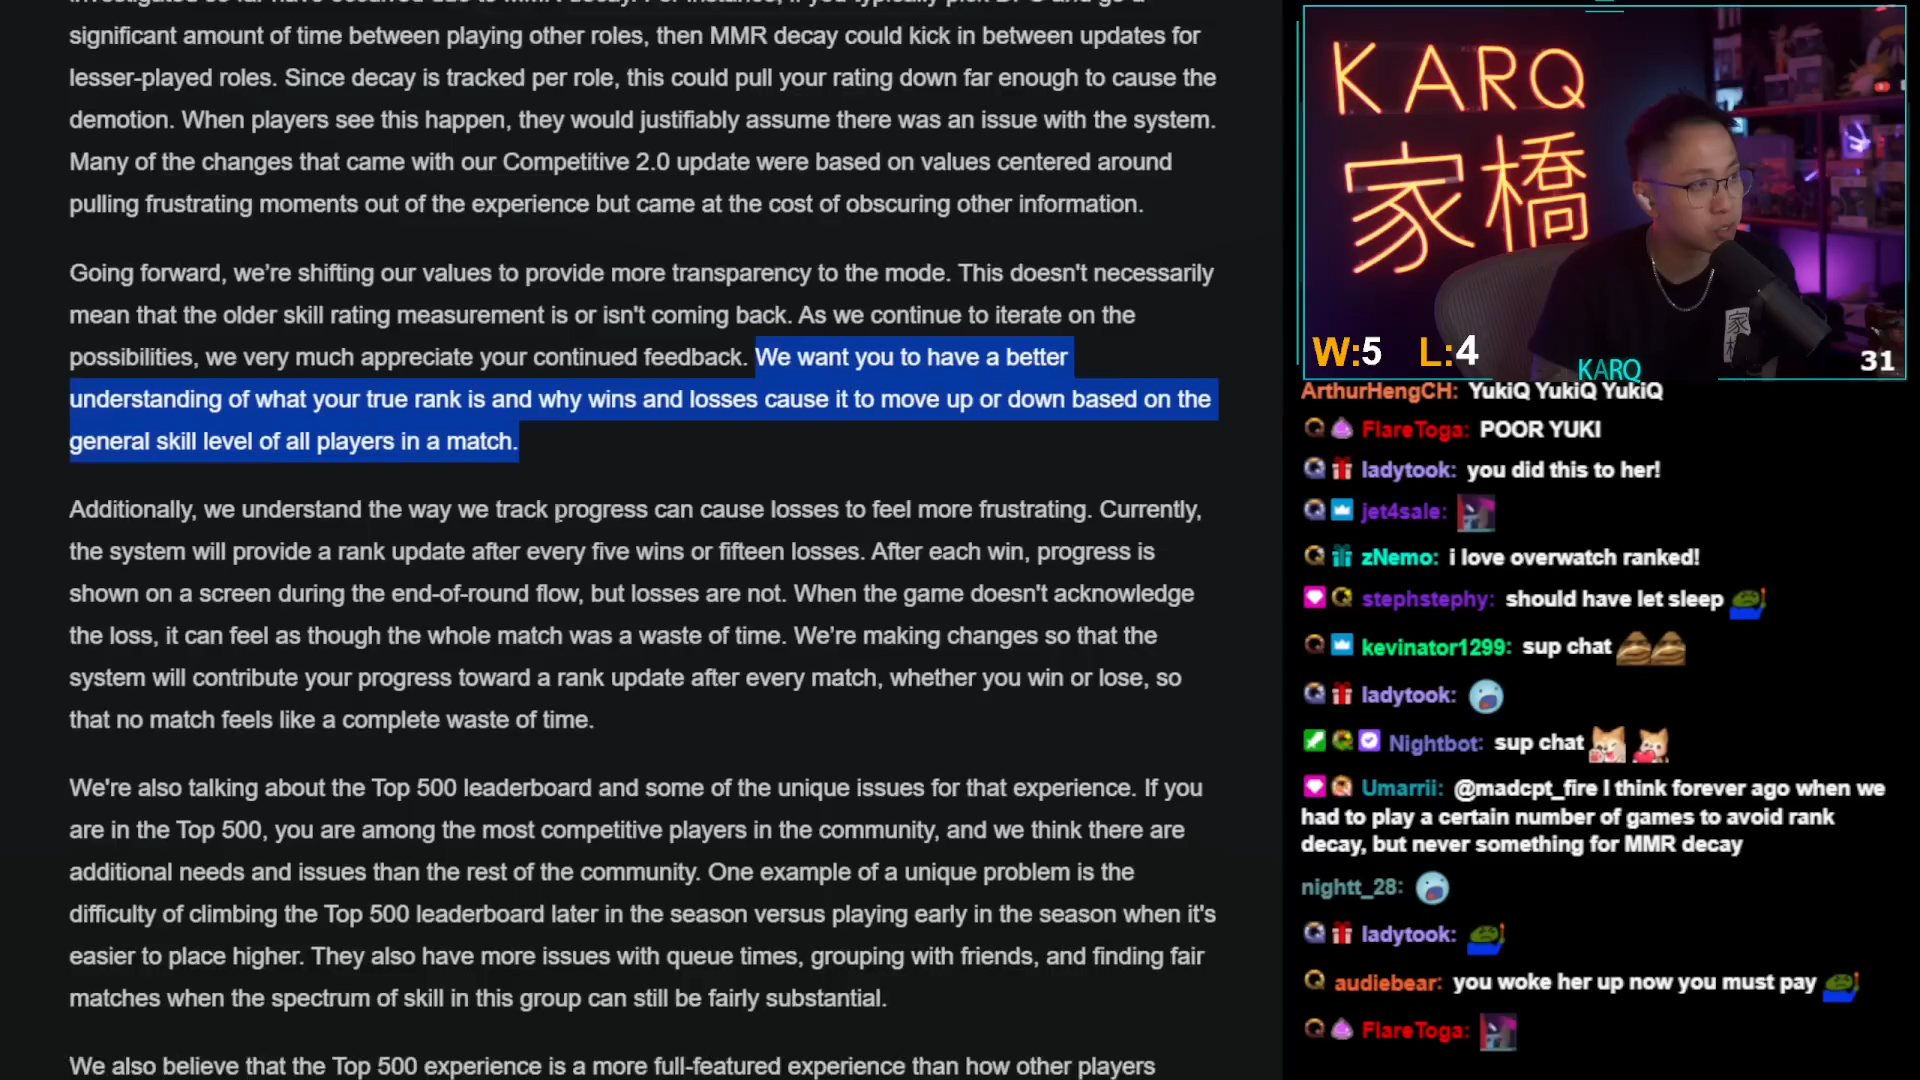 significant amount of time between playing other roles, then MMR decay could kick in between updates for
lesser-played roles. Since decay is tracked per role, this could pull your rating down far enough to cause the
demotion. When players see this happen, they would justifiably assume there was an issue with the system.
Many of the changes that came with our Competitive 2.0 update were based on values centered around
pulling frustrating moments out of the experience but came at the cost of obscuring other information.
Going forward, we're shifting our values to provide more transparency to the mode. This doesn't necessarily
mean that the older skill rating measurement is or isn't coming back. As we continue to iterate on the
possibilities, we very much appreciate your continued feedback. We want you to have a better
understanding of what your true rank is and why wins and losses cause it to move up or down based on the
general skill level of all players in a match.
Additionally, we understand the way we track progress can cause losses to feel more frustrating. Currently,
the system will provide a rank update after every five wins or fifteen losses. After each win, progress is
shown on a screen during the end-of-round flow, but losses are not. When the game doesn't acknowledge
the loss, it can feel as though the whole match was a waste of time. We're making changes so that the
system will contribute your progress toward a rank update after every match, whether you win or lose, so
that no match feels like a complete waste of time.
We're also talking about the Top 500 leaderboard and some of the unique issues for that experience. If you
are in the Top 500, you are among the most competitive players in the community, and we think there are
additional needs and issues than the rest of the community. One example of a unique problem is the
difficulty of climbing the Top 500 leaderboard later in the season versus playing early in the season when it's
easier to place higher. They also have more issues with queue times, grouping with friends, and finding fair
matches when the spectrum of skill in this group can still be fairly substantial.
We also believe that the Top 500 experience is a more full-featured experience than how other players
KARQ
家橋
家
W:5 L:4
KARQ
31
ArthurHengCH: YukiQ YukiQ YukiQ
FlareToga: POOR YUKI
ladytook: you did this to her!
jet4sale:
zNemo: i love overwatch ranked!
stephstephy: should have let sleep
kevinator1299: sup chat
ladytook:
Nightbot: sup chat
Umarrii: @madcpt_fire I think forever ago when we
had to play a certain number of games to avoid rank
decay, but never something for MMR decay
nightt_28:
ladytook:
audiebear: you woke her up now you must pay
FlareToga: